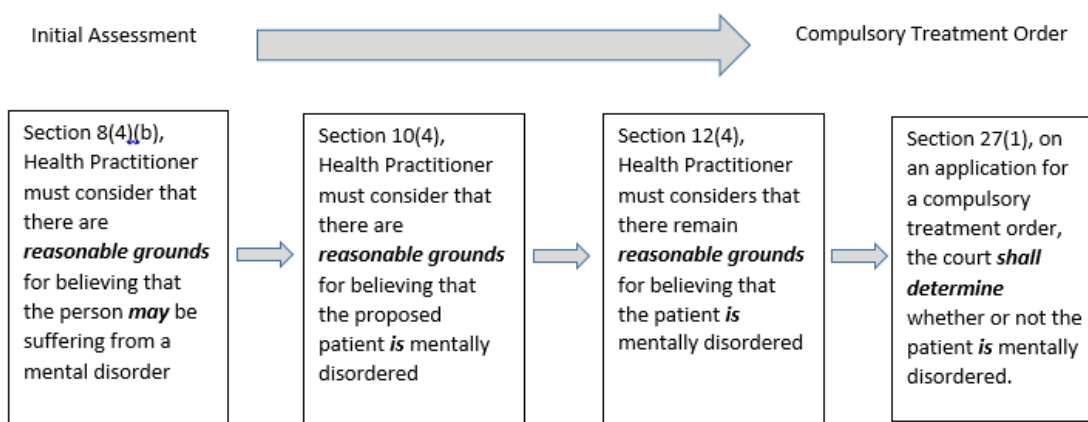 Initial Assessment
Compulsory Treatment Order
Section 8(4)(b),
Health Practitioner
must consider that
there are
reasonable grounds
for believing that
the person may be
suffering from a
mental disorder
Section 10(4),
Health Practitioner
must consider that
there are
reasonable grounds
for believing that
the proposed
patient is mentally
disordered
Section 12(4),
Health Practitioner
must considers that
there remain
reasonable grounds
for believing that
the patient is
mentally disordered
Section 27(1), on
an application for
a compulsory
treatment order,
the court shall
determine
whether or not the
patient is mentally
disordered.